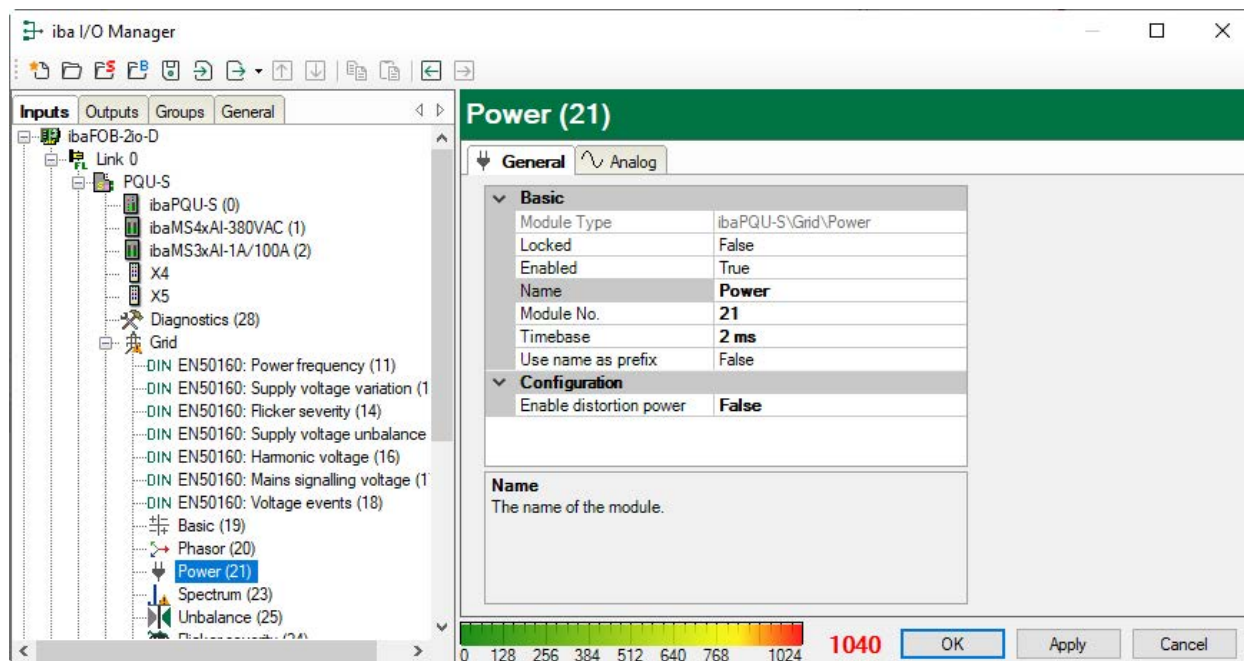 iba I/O Manager
Inputs Outputs Groups General
ibaFOB-2io-D
Link 0
PQU-S
ibaPQU-S (0)
ibaMS4xAI-380VAC (1)
ibaMS3xAI-1A/100A (2)
X4
X5
Diagnostics (28)
Grid
DIN EN50160: Power frequency (11)
DIN EN50160: Supply voltage variation (1
DIN EN50160: Flicker severity (14)
DIN EN50160: Supply voltage unbalance
DIN EN50160: Harmonic voltage (16)
DIN EN50160: Mains signalling voltage (1
DIN EN50160: Voltage events (18)
Basic (19)
Phasor (20)
Power (21)
Spectrum (23)
Unbalance (25)
Power (21)
General Analog
Basic
Module Type ibaPQU-S\Grid\Power
Locked False
Enabled True
Name Power
Module No. 21
Timebase 2 ms
Use name as prefix False
Configuration
Enable distortion power False
Name
The name of the module.
0 128 256 384 512 640 768 1024 1040 OK Apply Cancel